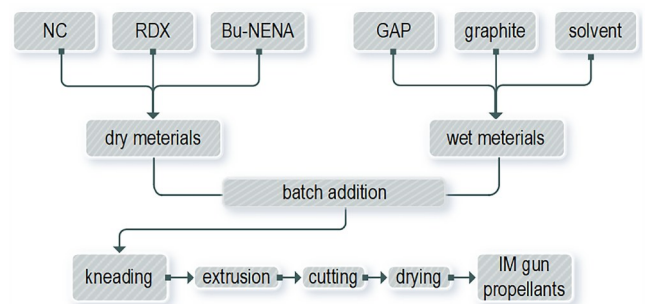 NC
RDX
Bu-NENA
GAP
graphite
solvent
dry meterials
wet meterials
batch addition
kneading
extrusion
cutting
drying
IM gun
propellants